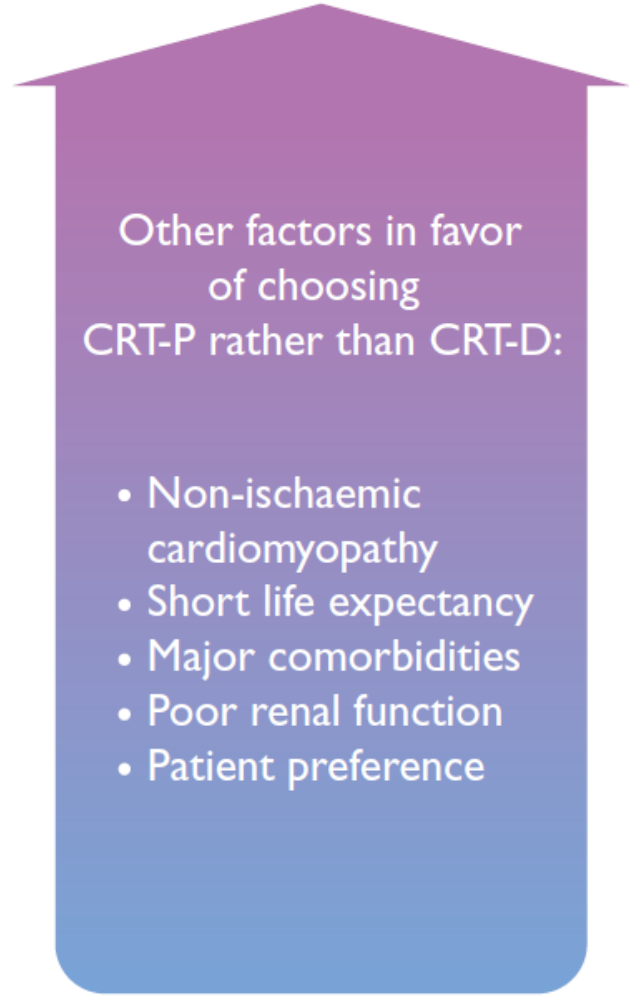 Other factors in favor
of choosing
CRT-P rather than CRT-D:
• Non-ischaemic
cardiomyopathy
• Short life expectancy
• Major comorbidities
• Poor renal function
• Patient preference